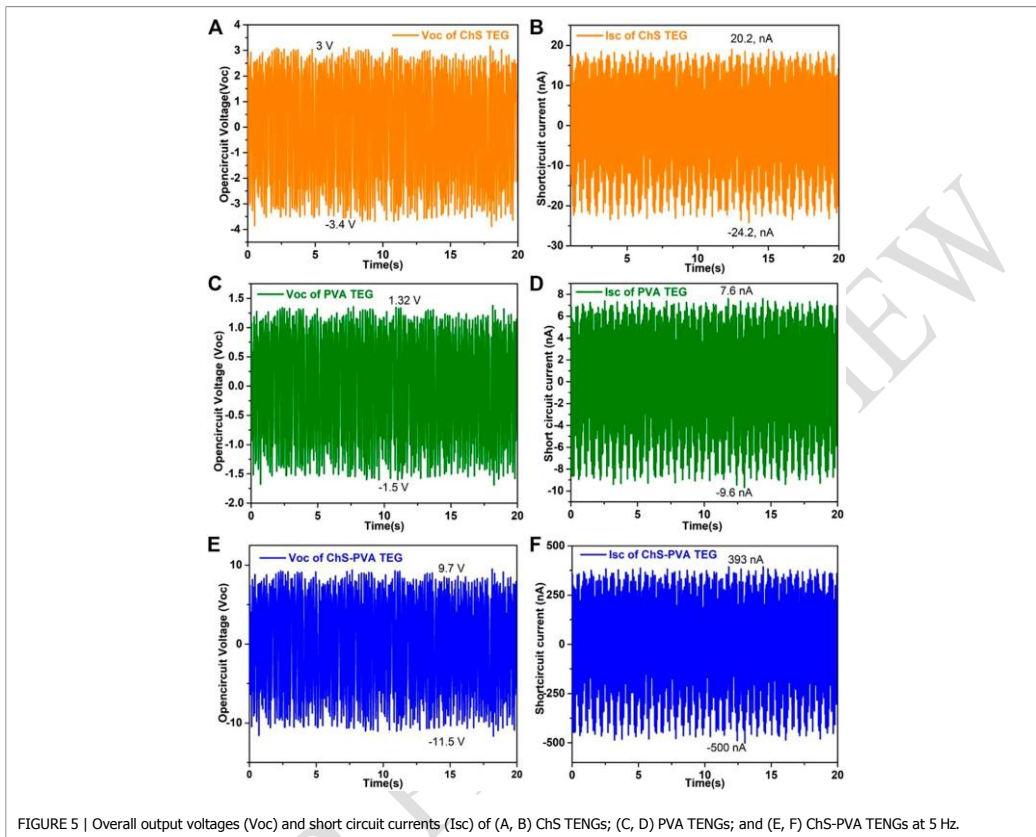 A
Voc of ChS TEG
3 V
-3.4 V
Opencircuit Voltage(Voc)
4
3
2
1
0
-1
-2
-3
-4
0 5 10 15 20
Time(s)
B
Isc of ChS TEG
20.2, nA
-24.2, nA
Shortcircuit current (nA)
20
10
0
-10
-20
-30
5 10 15 20
Time(s)
C
Voc of PVA TEG
1.32 V
-1.5 V
Opencircuit Voltage (Voc)
1.5
1.0
0.5
0.0
-0.5
-1.0
-1.5
-2.0
0 5 10 15 20
Time(s)
D
Isc of PVA TEG
7.6 nA
-9.6 nA
Short circuit current (nA)
8
6
4
2
0
-2
-4
-6
-8
-10
0 5 10 15 20
Time(s)
E
Voc of ChS-PVA TEG
9.7 V
-11.5 V
Opencircuit Voltage (Voc)
10
0
-10
0 5 10 15 20
Time(s)
F
Isc of ChS-PVA TEG
393 nA
-500 nA
Shortcircuit current (nA)
500
250
0
-250
-500
0 5 10 15 20
Time(s)
FIGURE 5 | Overall output voltages (Voc) and short circuit currents (Isc) of (A, B) ChS TENGs; (C, D) PVA TENGs; and (E, F) ChS-PVA TENGs at 5 Hz.